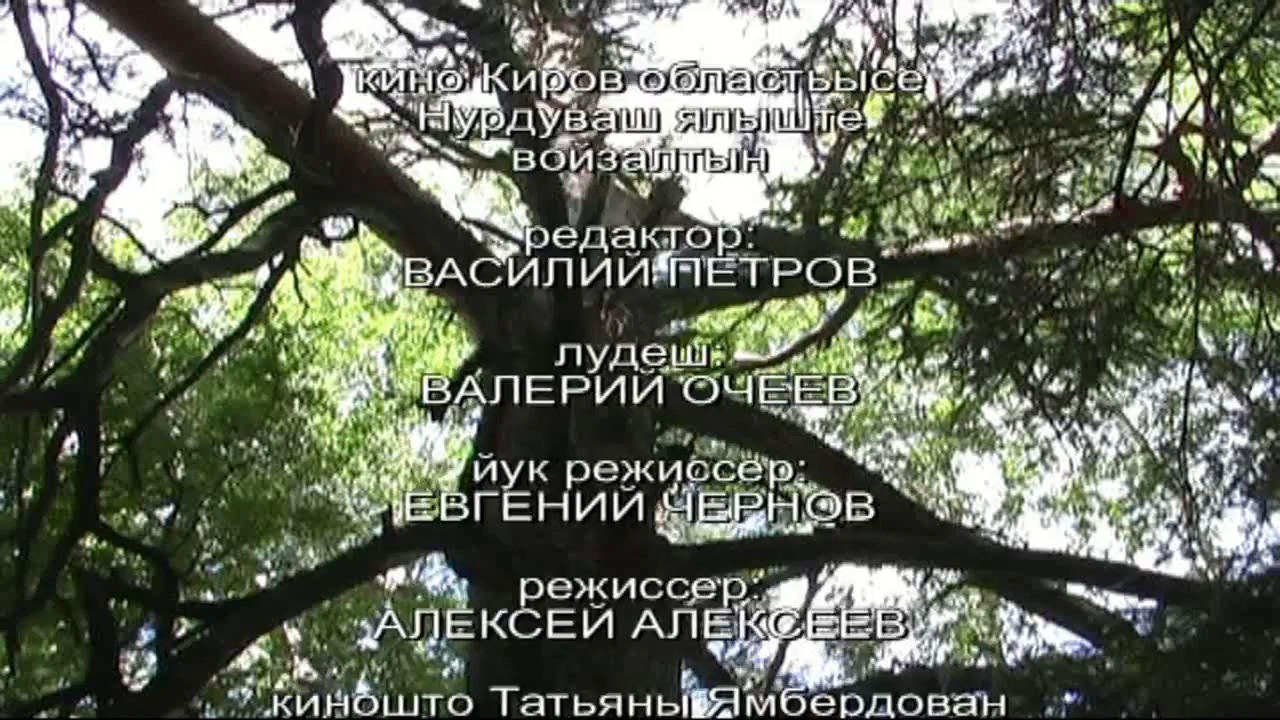 кино Киров областьысе
Нурдуваш ялыште
войзалтын
редактор:
ВАСИЛИЙ ПЕТРОВ
лудеш:
ВАЛЕРИЙ ОЧЕЕВ
йук режиссер:
ЕВГЕНИЙ ЧЕРНОВ
режиссер:
АЛЕКСЕЙ АЛЕКСЕЕВ
киношто Татьяны Ямбердован